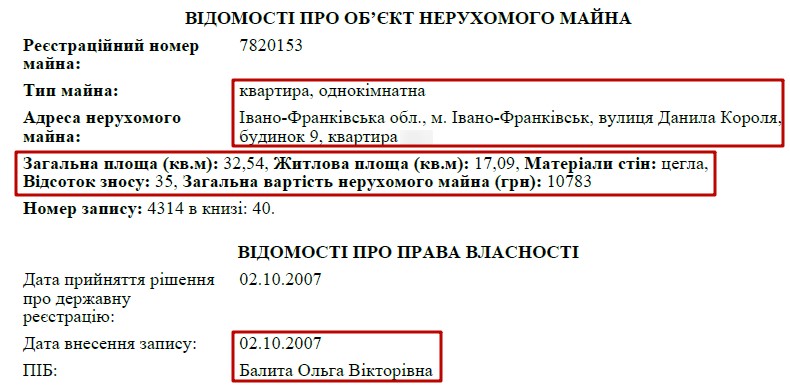 ВІДОМОСТІ ПРО ОБ’ЄКТ НЕРУХОМОГО МАЙНА
Реєстраційний номер майна: 7820153
Тип майна: квартира, однокімнатна
Адреса нерухомого майна: Івано-Франківська обл., м. Івано-Франківськ, вулиця Данила Короля, будинок 9, квартира
Загальна площа (кв.м): 32,54, Житлова площа (кв.м): 17,09, Матеріали стін: цегла,
Відсоток зносу: 35, Загальна вартість нерухомого майна (грн): 10783
Номер запису: 4314 в книзі: 40.
ВІДОМОСТІ ПРО ПРАВА ВЛАСНОСТІ
Дата прийняття рішення про державну реєстрацію: 02.10.2007
Дата внесення запису: 02.10.2007
ПІБ: Балита Ольга Вікторівна